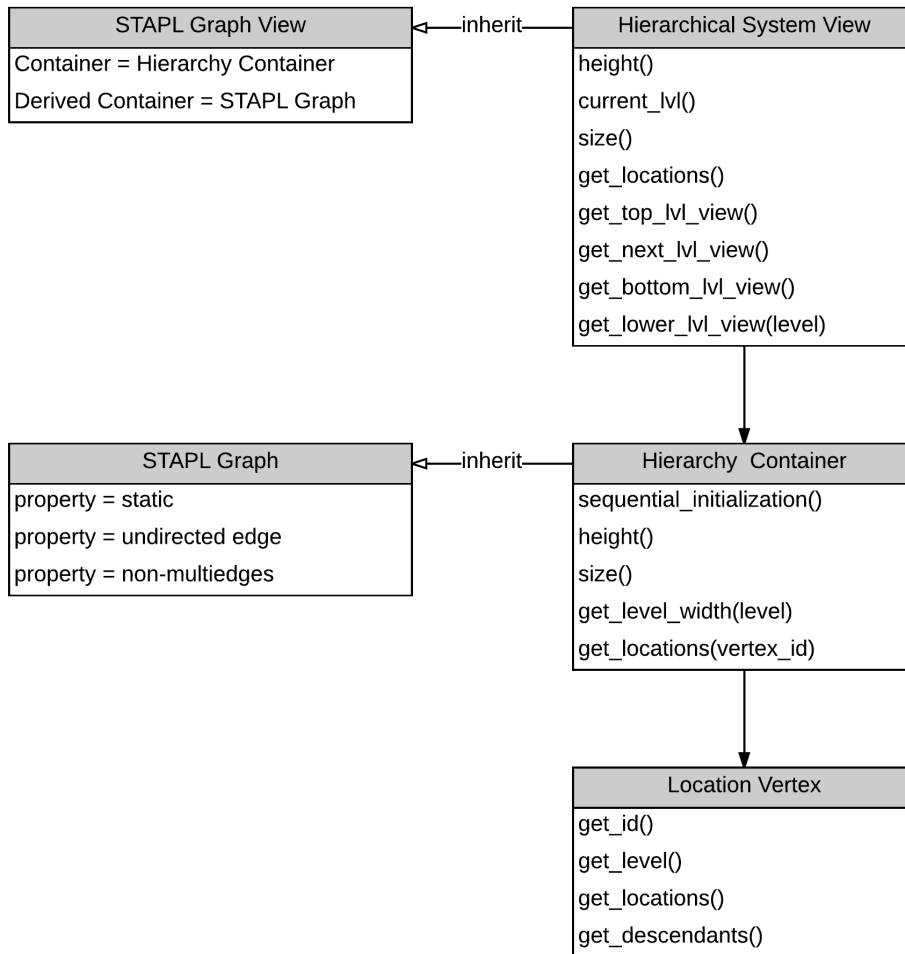 STAPL Graph View
Container = Hierarchy Container
Derived Container = STAPL Graph
inherit
Hierarchical System View
height()
current_lvl()
size()
get_locations()
get_top_lvl_view()
get_next_lvl_view()
get_bottom_lvl_view()
get_lower_lvl_view(level)
STAPL Graph
property = static
property = undirected edge
property = non-multiedges
inherit
Hierarchy Container
sequential_initialization()
height()
size()
get_level_width(level)
get_locations(vertex_id)
Location Vertex
get_id()
get_level()
get_locations()
get_descendants()